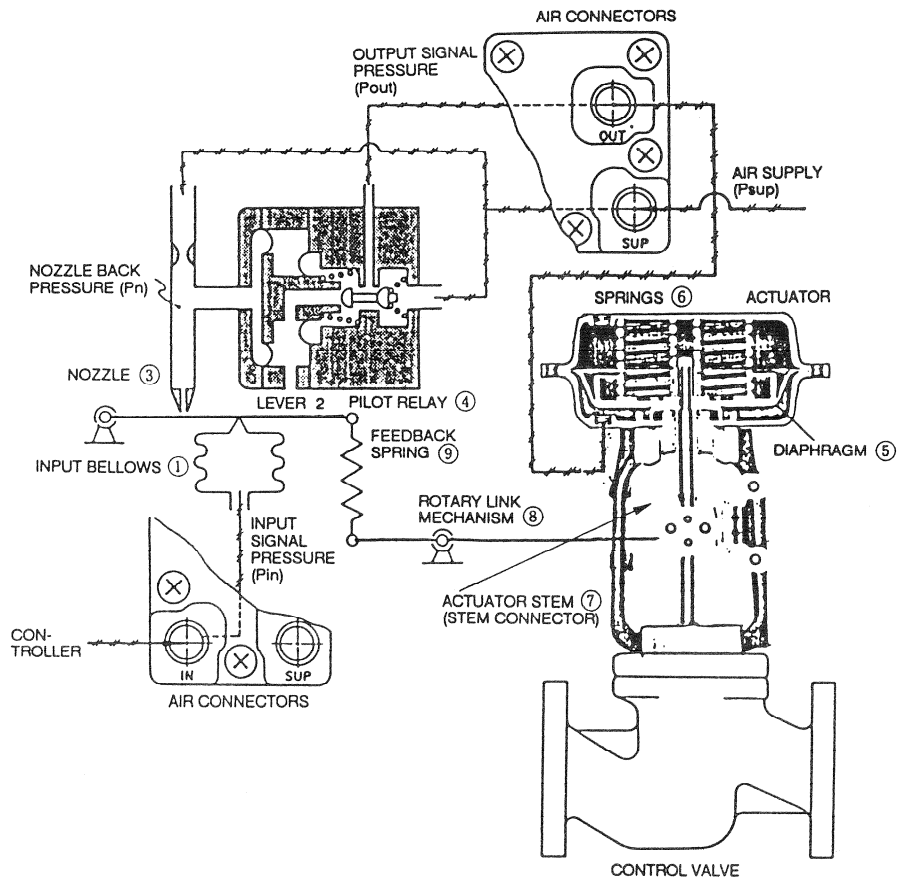 AIR CONNECTORS
OUTPUT SIGNAL
PRESSURE
(Pout)
OUT
AIR SUPPLY
(Psup)
SUP
NOZZLE BACK
PRESSURE (Pn)
SPRINGS ⑥
ACTUATOR
NOZZLE ③
LEVER 2
PILOT RELAY ④
FEEDBACK
SPRING ⑨
DIAPHRAGM ⑤
INPUT BELLOWS ①
ROTARY LINK
MECHANISM ⑧
INPUT
SIGNAL
PRESSURE
(Pin)
ACTUATOR STEM ⑦
(STEM CONNECTOR)
CON-
TROLLER
IN
SUP
AIR CONNECTORS
CONTROL VALVE